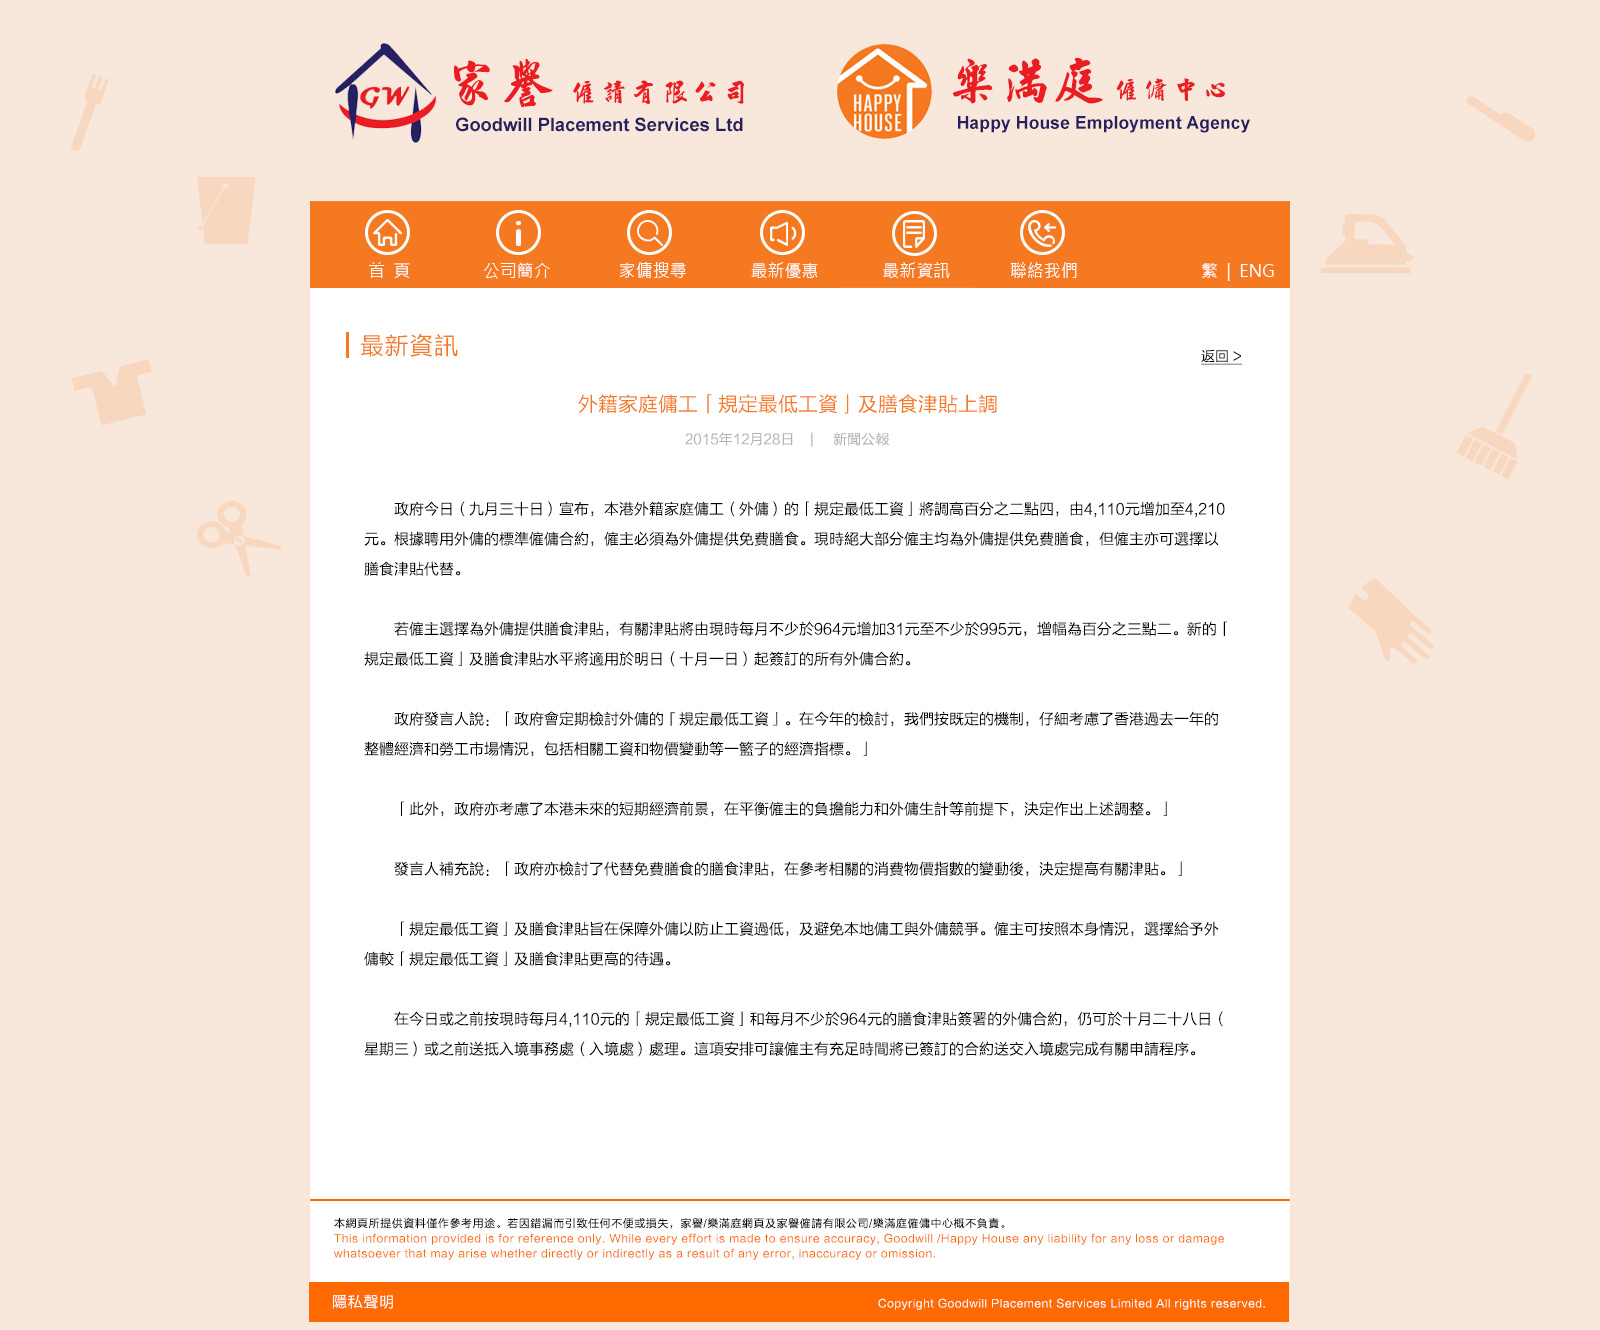 GW
家譽 僱請有限公司
Goodwill Placement Services Ltd
HAPPY HOUSE
樂滿庭 僱傭中心
Happy House Employment Agency
首 頁
公司簡介
家傭搜尋
最新優惠
最新資訊
聯絡我們
繁 | ENG
最新資訊
返回 >
外籍家庭傭工「規定最低工資」及膳食津貼上調
2015年12月28日 | 新聞公報
政府今日（九月三十日）宣布，本港外籍家庭傭工（外傭）的「規定最低工資」將調高百分之二點四，由4,110元增加至4,210
元。根據聘用外傭的標準僱傭合約，僱主必須為外傭提供免費膳食。現時絕大部分僱主均為外傭提供免費膳食，但僱主亦可選擇以
膳食津貼代替。
若僱主選擇為外傭提供膳食津貼，有關津貼將由現時每月不少於964元增加31元至不少於995元，增幅為百分之三點二。新的「
規定最低工資」及膳食津貼水平將適用於明日（十月一日）起簽訂的所有外傭合約。
政府發言人說：「政府會定期檢討外傭的「規定最低工資」。在今年的檢討，我們按既定的機制，仔細考慮了香港過去一年的
整體經濟和勞工市場情況，包括相關工資和物價變動等一籃子的經濟指標。」
「此外，政府亦考慮了本港未來的短期經濟前景，在平衡僱主的負擔能力和外傭生計等前提下，決定作出上述調整。」
發言人補充說：「政府亦檢討了代替免費膳食的膳食津貼，在參考相關的消費物價指數的變動後，決定提高有關津貼。」
「規定最低工資」及膳食津貼旨在保障外傭以防止工資過低，及避免本地傭工與外傭競爭。僱主可按照本身情況，選擇給予外
傭較「規定最低工資」及膳食津貼更高的待遇。
在今日或之前按現時每月4,110元的「規定最低工資」和每月不少於964元的膳食津貼簽署的外傭合約，仍可於十月二十八日（
星期三）或之前送抵入境事務處（入境處）處理。這項安排可讓僱主有充足時間將已簽訂的合約送交入境處完成有關申請程序。
本網頁所提供資料僅作參考用途。若因錯漏而引致任何不便或損失，家譽/樂滿庭網頁及家譽僱請有限公司/樂滿庭僱傭中心概不負責。
This information provided is for reference only. While every effort is made to ensure accuracy, Goodwill /Happy House any liability for any loss or damage
whatsoever that may arise whether directly or indirectly as a result of any error, inaccuracy or omission.
隱私聲明
Copyright Goodwill Placement Services Limited All rights reserved.